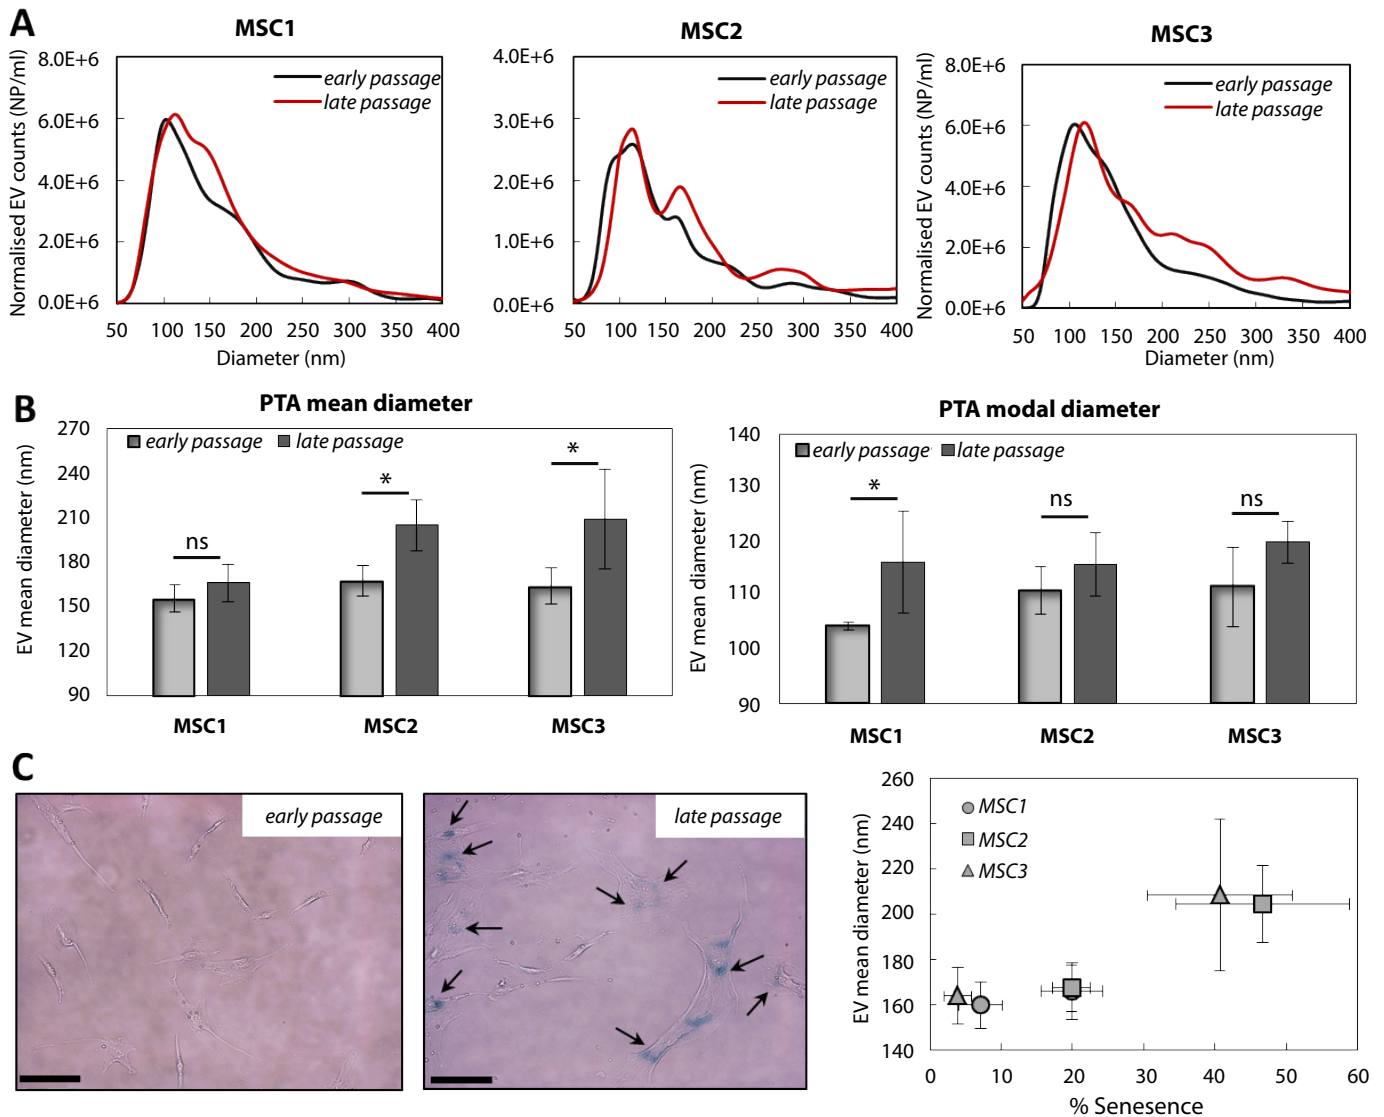 A
MSC1
Normalised EV counts (NP/ml)
8.0E+6
6.0E+6
4.0E+6
2.0E+6
0.0E+6
early passage
late passage
50 100 150 200 250 300 350 400
Diameter (nm)
MSC2
4.0E+6
3.0E+6
2.0E+6
1.0E+6
0.0E+6
early passage
late passage
50 100 150 200 250 300 350 400
MSC3
Normalised EV counts (NP/ml)
8.0E+6
6.0E+6
4.0E+6
2.0E+6
0.0E+6
early passage
late passage
50 100 150 200 250 300 350 400
Diameter (nm)
B
PTA mean diameter
EV mean diameter (nm)
270
240
210
180
150
120
90
early passage late passage
ns
*
*
MSC1 MSC2 MSC3
PTA modal diameter
EV mean diameter (nm)
140
130
120
110
100
90
early passage late passage
*
ns
ns
MSC1 MSC2 MSC3
C
early passage
late passage
EV mean diameter (nm)
260
240
220
200
180
160
140
MSC1
MSC2
MSC3
0 10 20 30 40 50 60
% Senesence